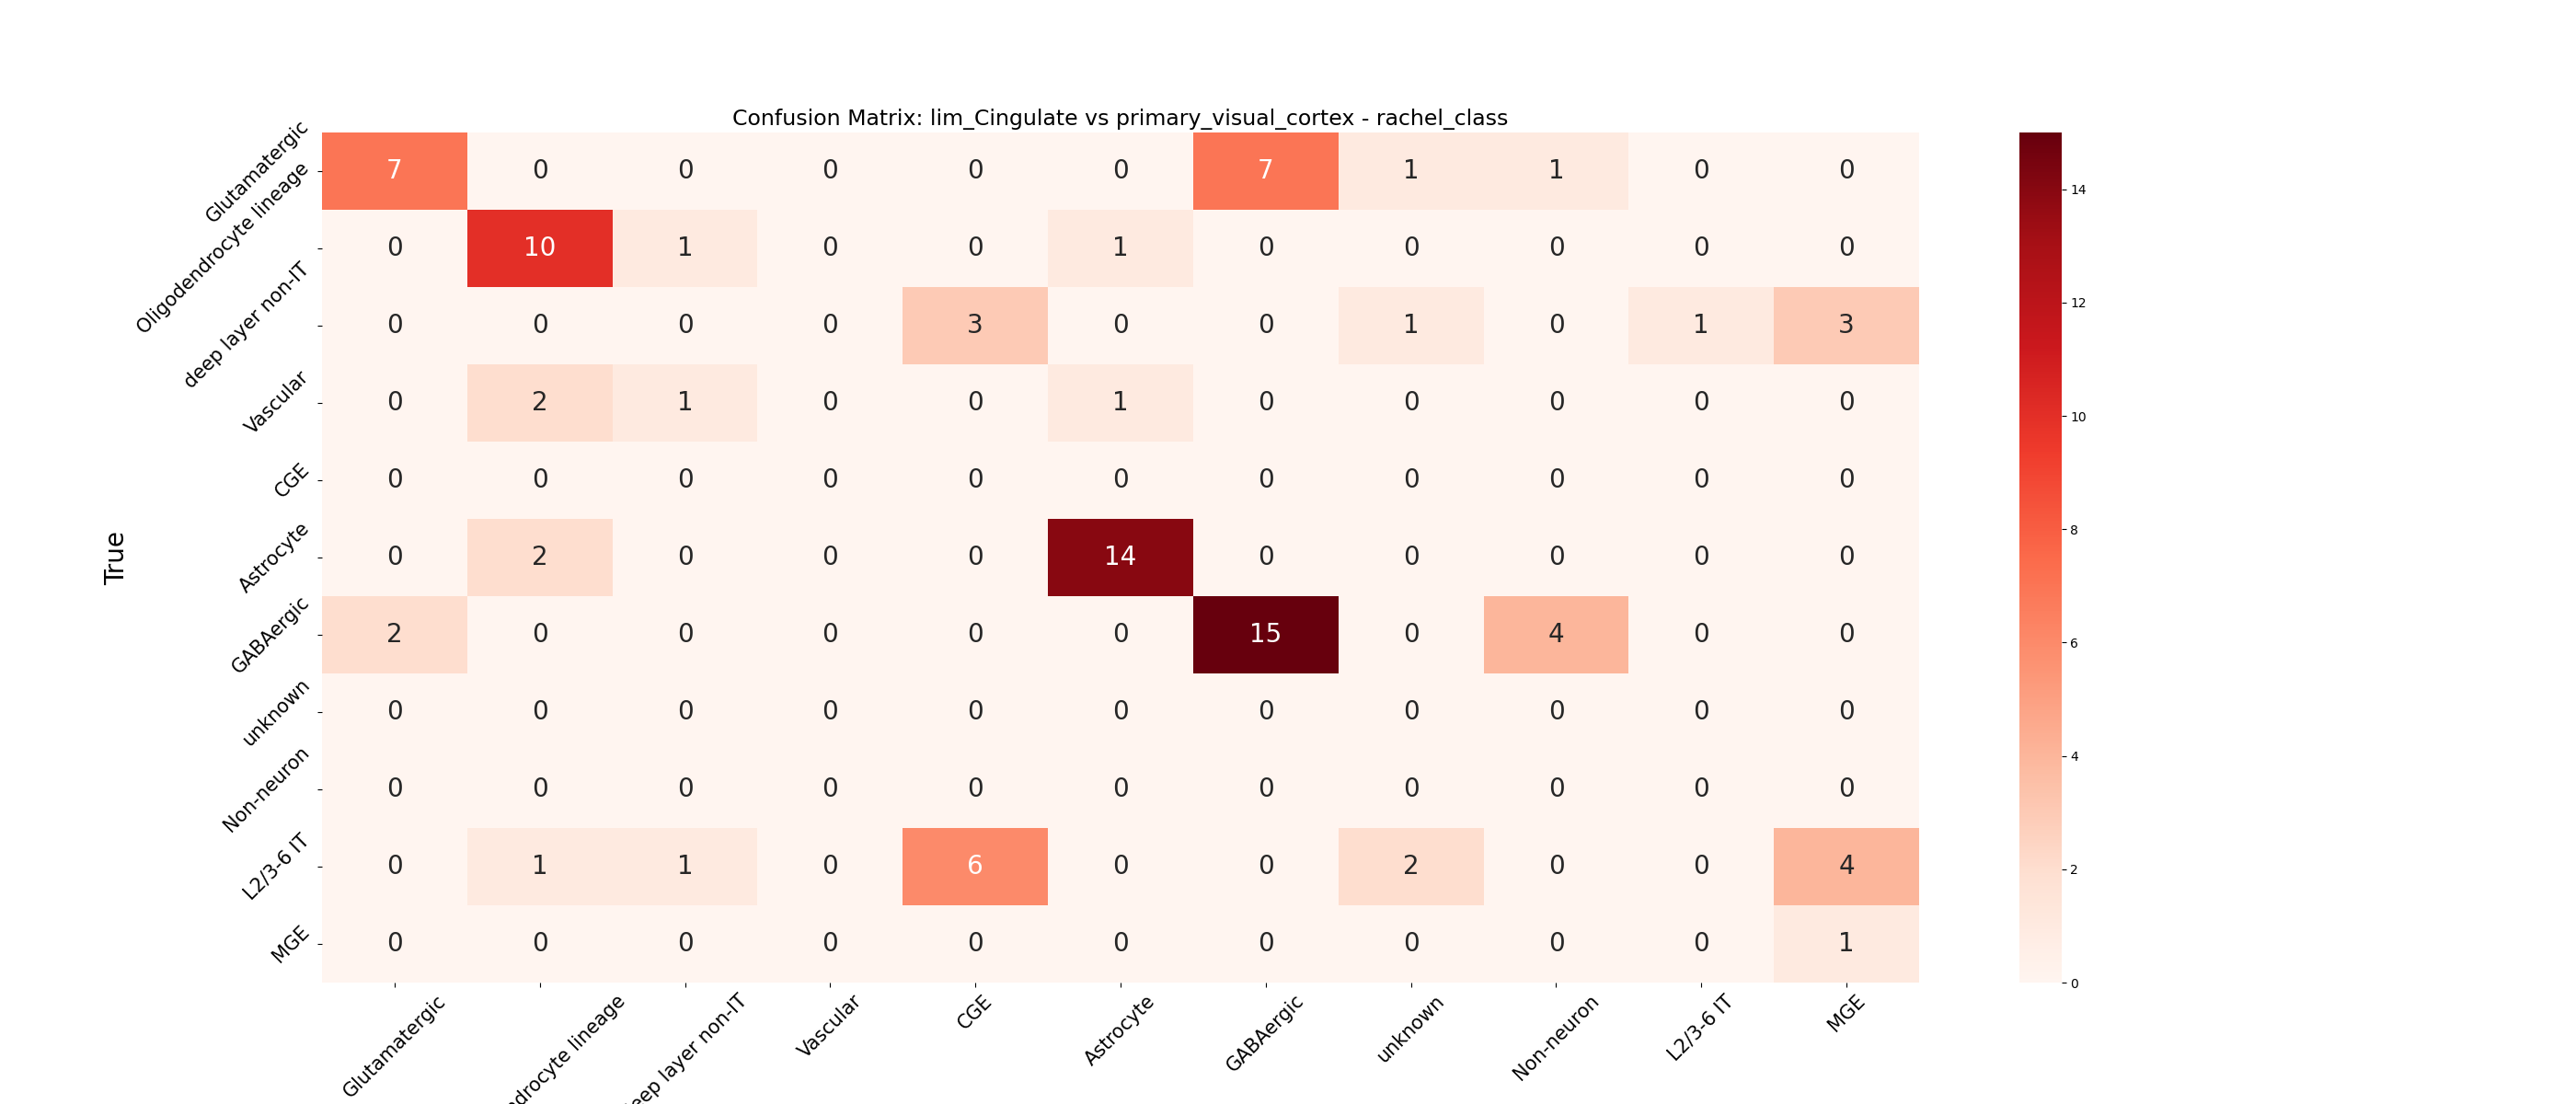 Confusion Matrix: lim_Cingulate vs primary_visual_cortex - rachel_class
True
Glutamatergic 7 0 0 0 0 0 7 1 1 0 0
Oligodendrocyte lineage 0 10 1 0 0 1 0 0 0 0 0
deep layer non-IT 0 0 0 0 3 0 0 1 0 1 3
Vascular 0 2 1 0 0 1 0 0 0 0 0
CGE 0 0 0 0 0 0 0 0 0 0 0
Astrocyte 0 2 0 0 0 14 0 0 0 0 0
GABAergic 2 0 0 0 0 0 15 0 4 0 0
unknown 0 0 0 0 0 0 0 0 0 0 0
Non-neuron 0 0 0 0 0 0 0 0 0 0 0
L2/3-6 IT 0 1 1 0 6 0 0 2 0 0 4
MGE 0 0 0 0 0 0 0 0 0 0 1
Glutamatergic
ndrocyte lineage
eep layer non-IT
Vascular
CGE
Astrocyte
GABAergic
unknown
Non-neuron
L2/3-6 IT
MGE
14
12
10
8
6
4
2
0